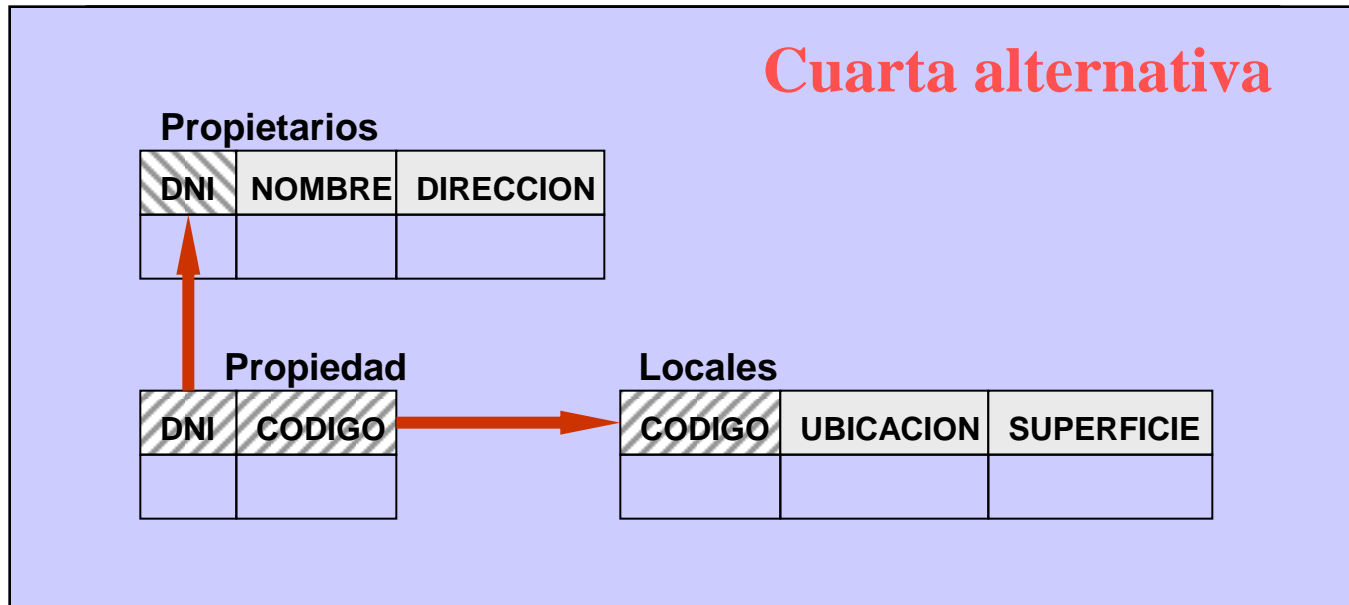 Cuarta alternativa
Propietarios
DNI NOMBRE DIRECCION
Propiedad Locales
DNI CODIGO CODIGO UBICACION SUPERFICIE